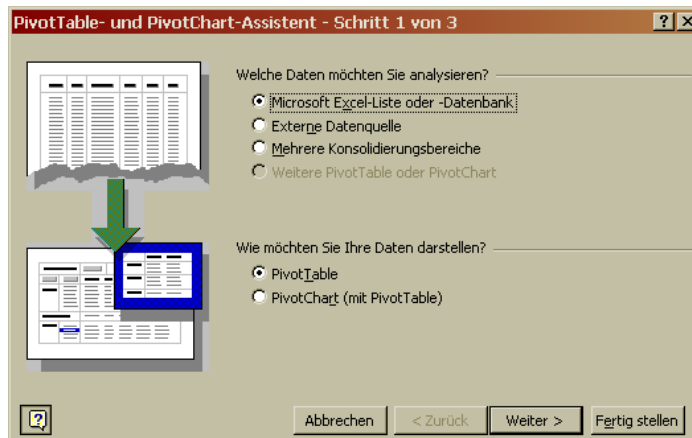 PivotTable- und PivotChart-Assistent - Schritt 1 von 3
Welche Daten möchten Sie analysieren?
Microsoft Excel-Liste oder -Datenbank
Externe Datenquelle
Mehrere Konsolidierungsbereiche
Weitere PivotTable oder PivotChart
Wie möchten Sie Ihre Daten darstellen?
PivotTable
PivotChart (mit PivotTable)
Abbrechen < Zurück Weiter > Fertig stellen